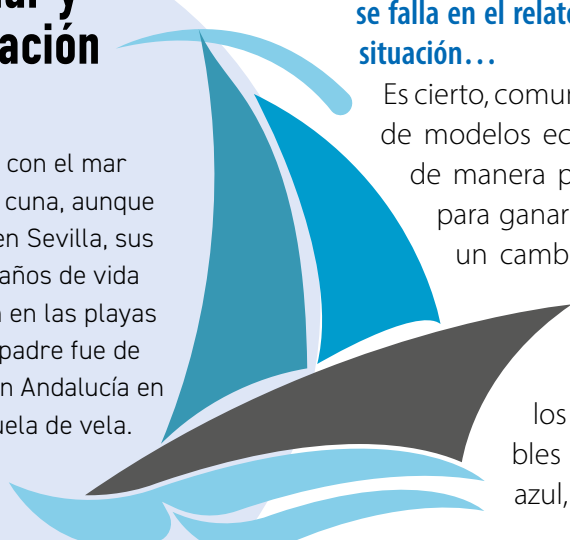 ación
con el mar
cuna, aunque
en Sevilla, sus
años de vida
en las playas
padre fue de
n Andalucía en
uela de vela.
se falla en el relato
situación…
Es cierto, comu
de modelos ec
de manera p
para ganar
un camb
los
bles
azul,